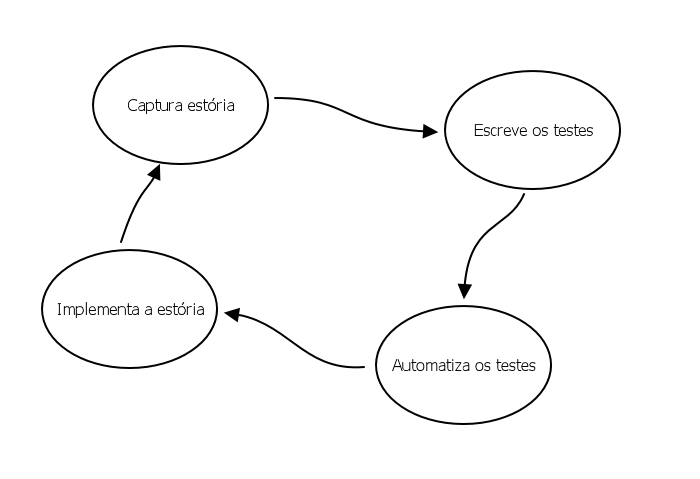 Captura estória
Escreve os testes
Implementa a estória
Automatiza os testes